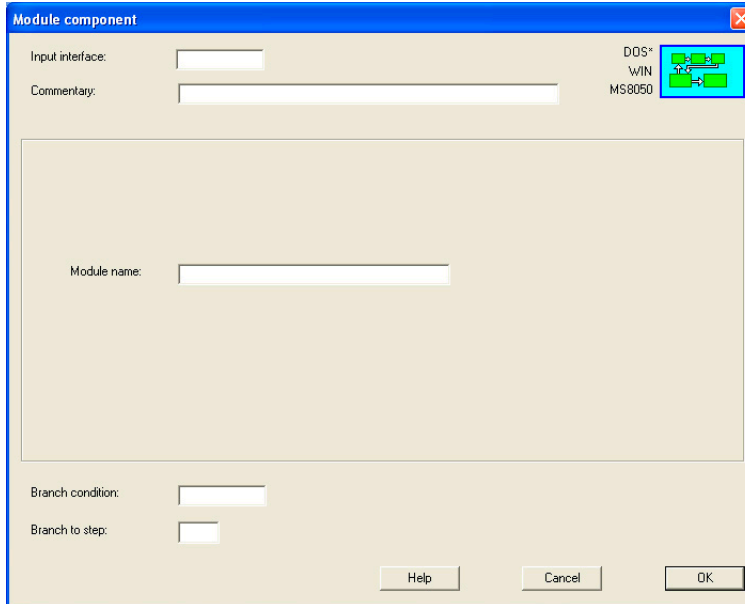 Module component
Input interface:
DOS*
WIN
Commentary:
MS8050
Module name:
Branch condition:
Branch to step:
Help
Cancel
OK